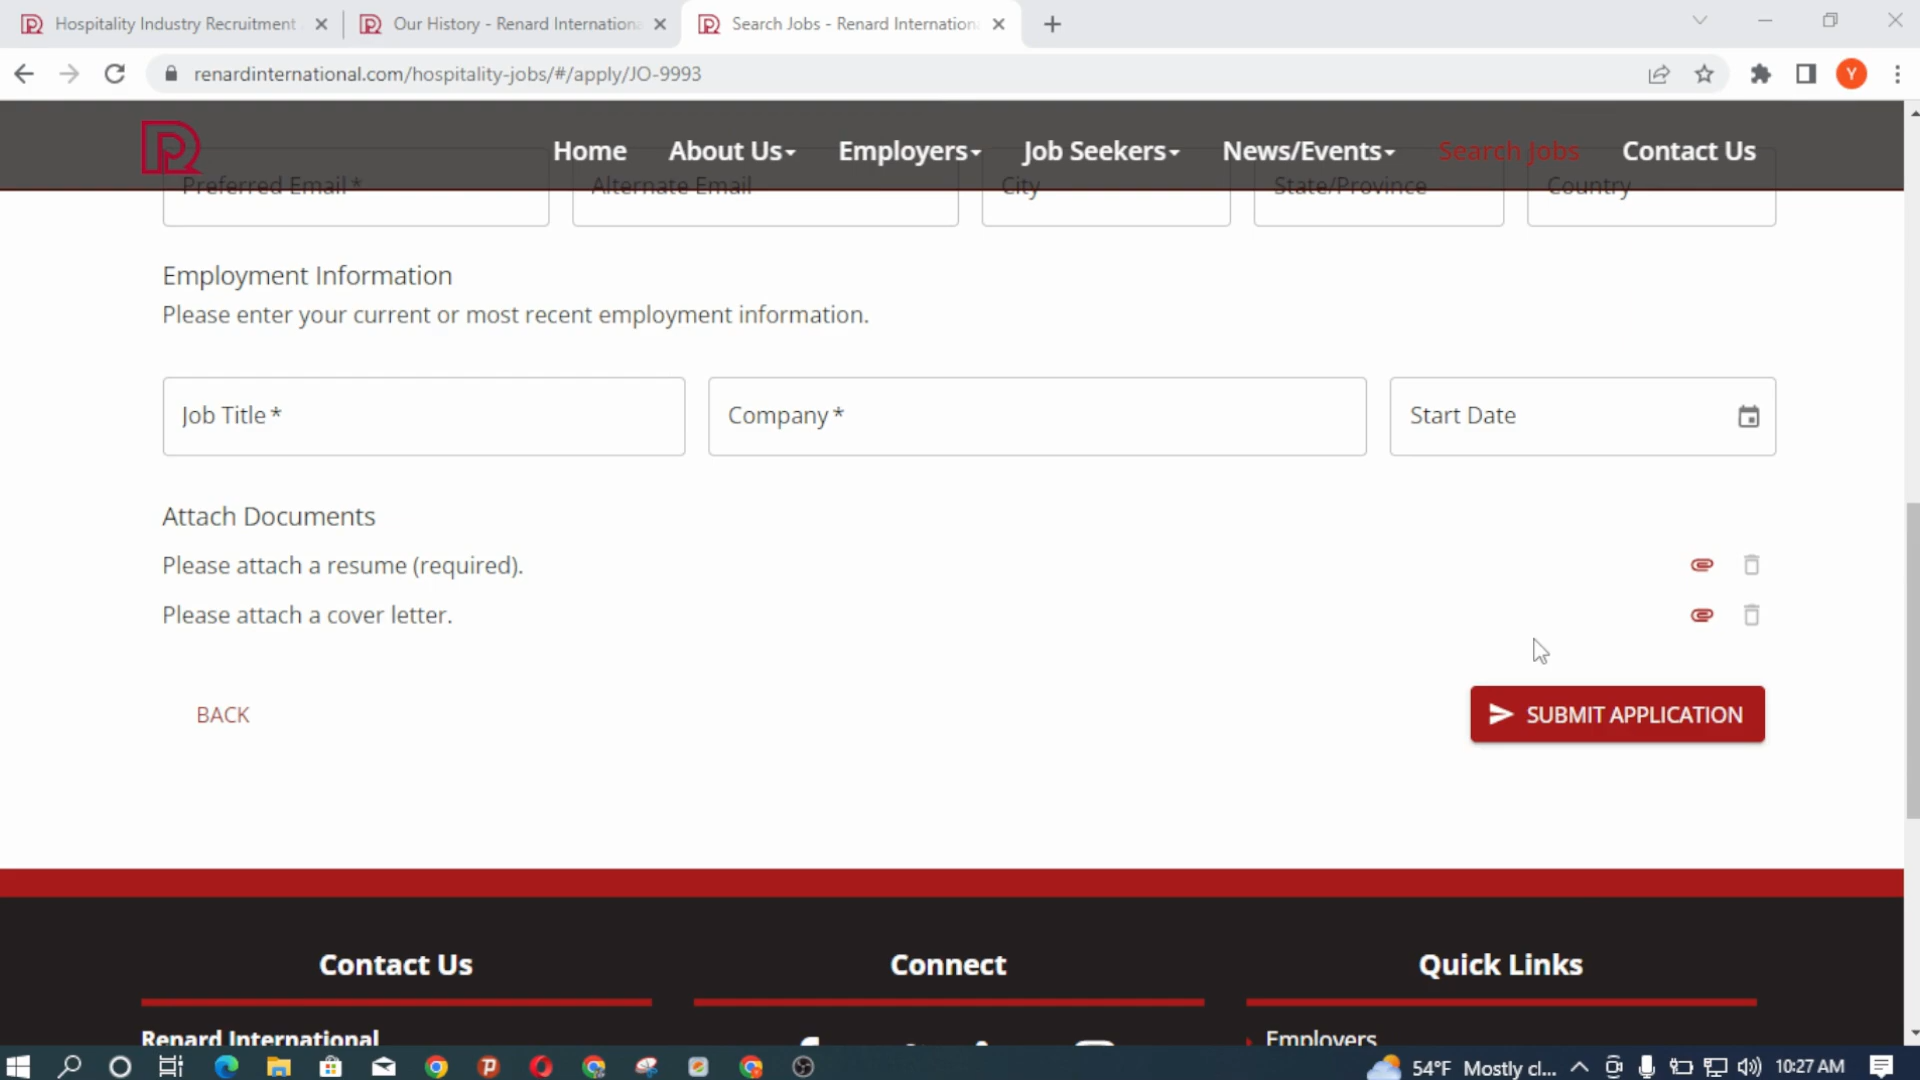 Hospitality Industry Recruitment
Our History - Renard Internationa
Search Jobs - Renard Internation
renardinternational.com/hospitality-jobs/#/apply/JO-9993
Y
Home About Us Employers Job Seekers News/Events Search Jobs Contact Us
Preferred Email * Alternate Email City State/Province Country
Employment Information
Please enter your current or most recent employment information.
Job Title * Company * Start Date
Attach Documents
Please attach a resume (required).
Please attach a cover letter.
BACK SUBMIT APPLICATION
Contact Us Connect Quick Links
Renard International Employers
54°F Mostly cl... 10:27 AM